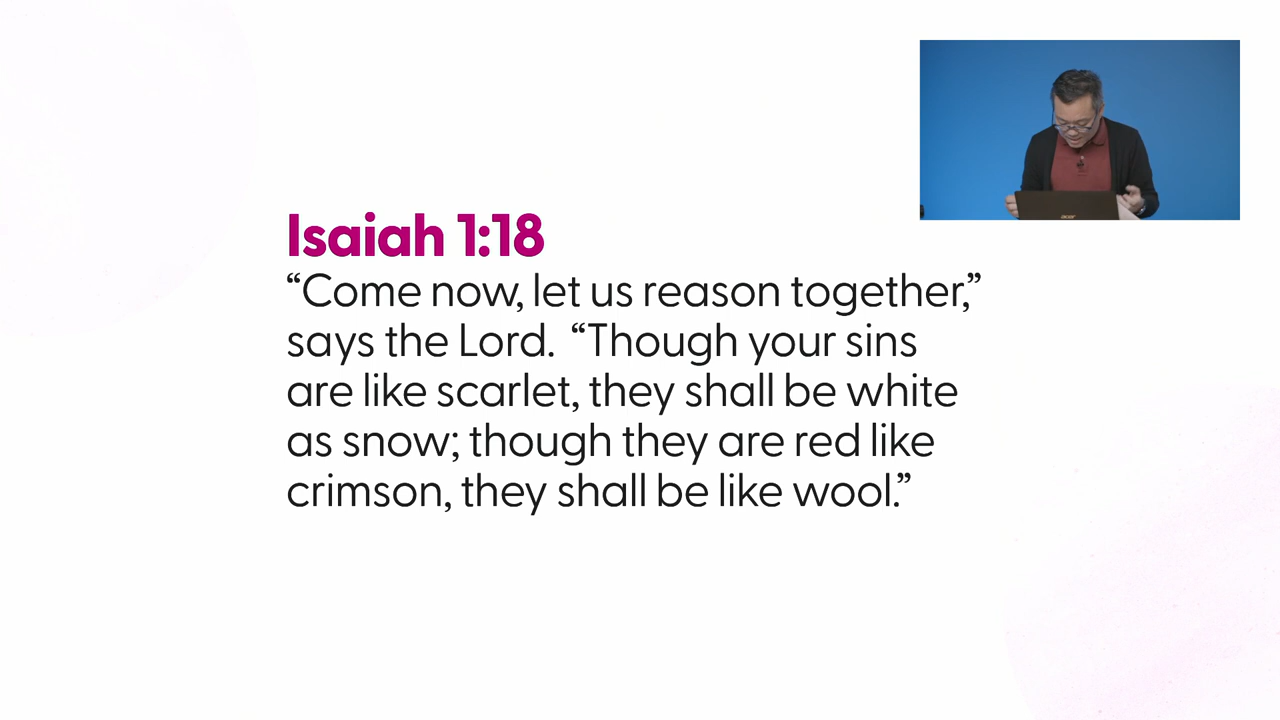 Isaiah 1:18
“Come now, let us reason together,”
says the Lord.  “Though your sins
are like scarlet, they shall be white
as snow; though they are red like
crimson, they shall be like wool.”
acer